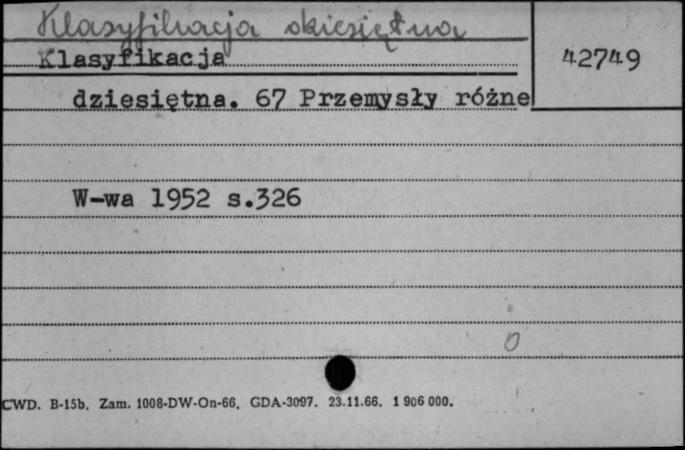 Klasyfikacja dziesiętna
Klasyfikacja
42749
dziesiętna. 67 Przemysły różne
W-wa 1952 s.326
0
CWD. B-15b. Zam. 1008-DW-On-66. GDA-3097. 23.11.66. 1 906 000.